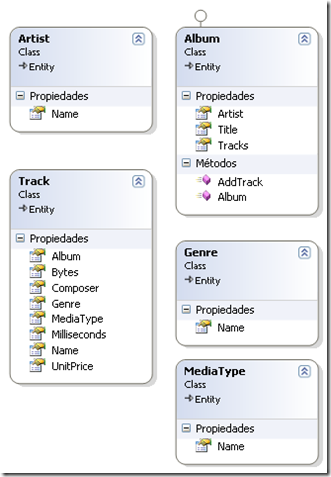 Artist
Class
Entity
Propiedades
Name
Album
Class
Entity
Propiedades
Artist
Title
Tracks
Métodos
AddTrack
Album
Track
Class
Entity
Propiedades
Album
Bytes
Composer
Genre
MediaType
Milliseconds
Name
UnitPrice
Genre
Class
Entity
Propiedades
Name
MediaType
Class
Entity
Propiedades
Name